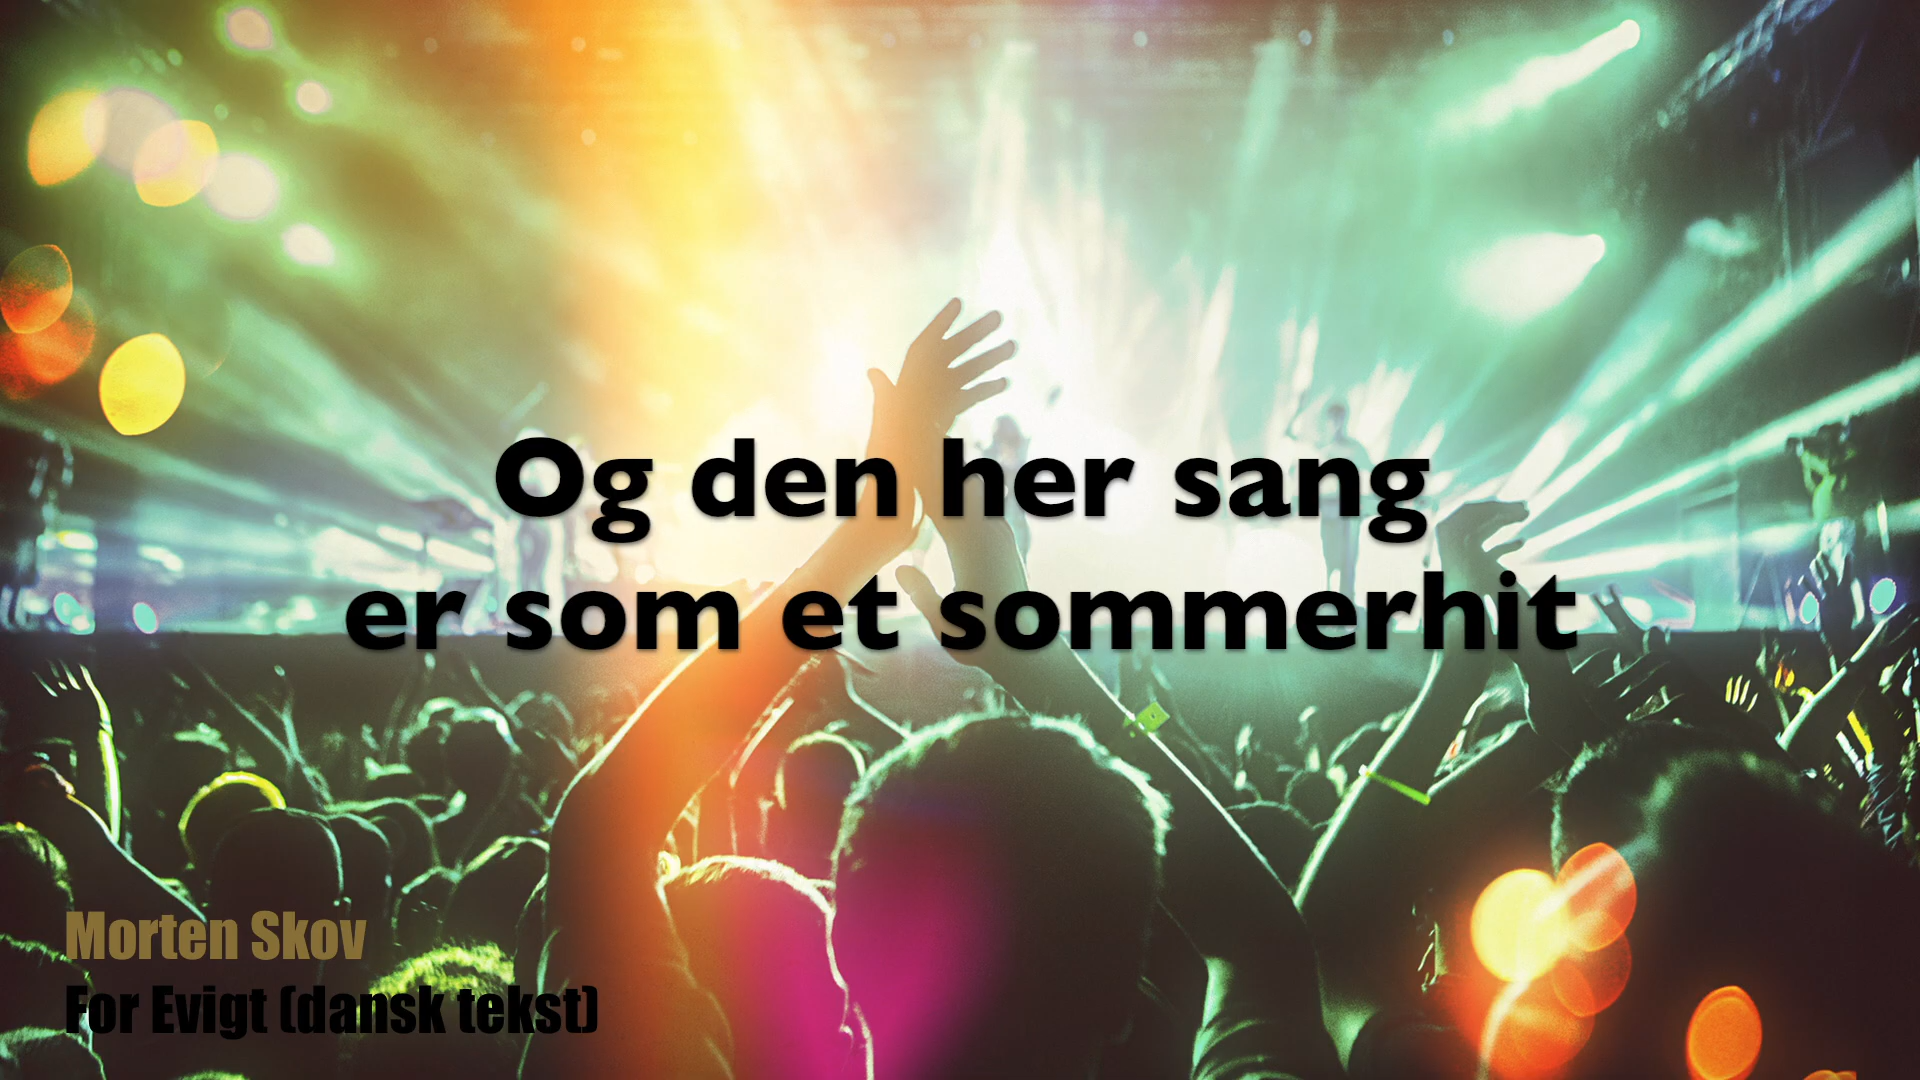 Og den her sang
er som et sommerhit
Morten Skov
For Evigt (dansk tekst)